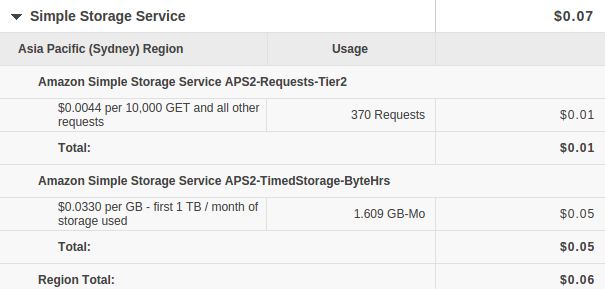 Simple Storage Service $0.07
Asia Pacific (Sydney) Region Usage
Amazon Simple Storage Service APS2-Requests-Tier2
$0.0044 per 10,000 GET and all other
requests
370 Requests $0.01
Total: $0.01
Amazon Simple Storage Service APS2-TimedStorage-ByteHrs
$0.0330 per GB - first 1 TB / month of
storage used
1.609 GB-Mo $0.05
Total: $0.05
Region Total: $0.06